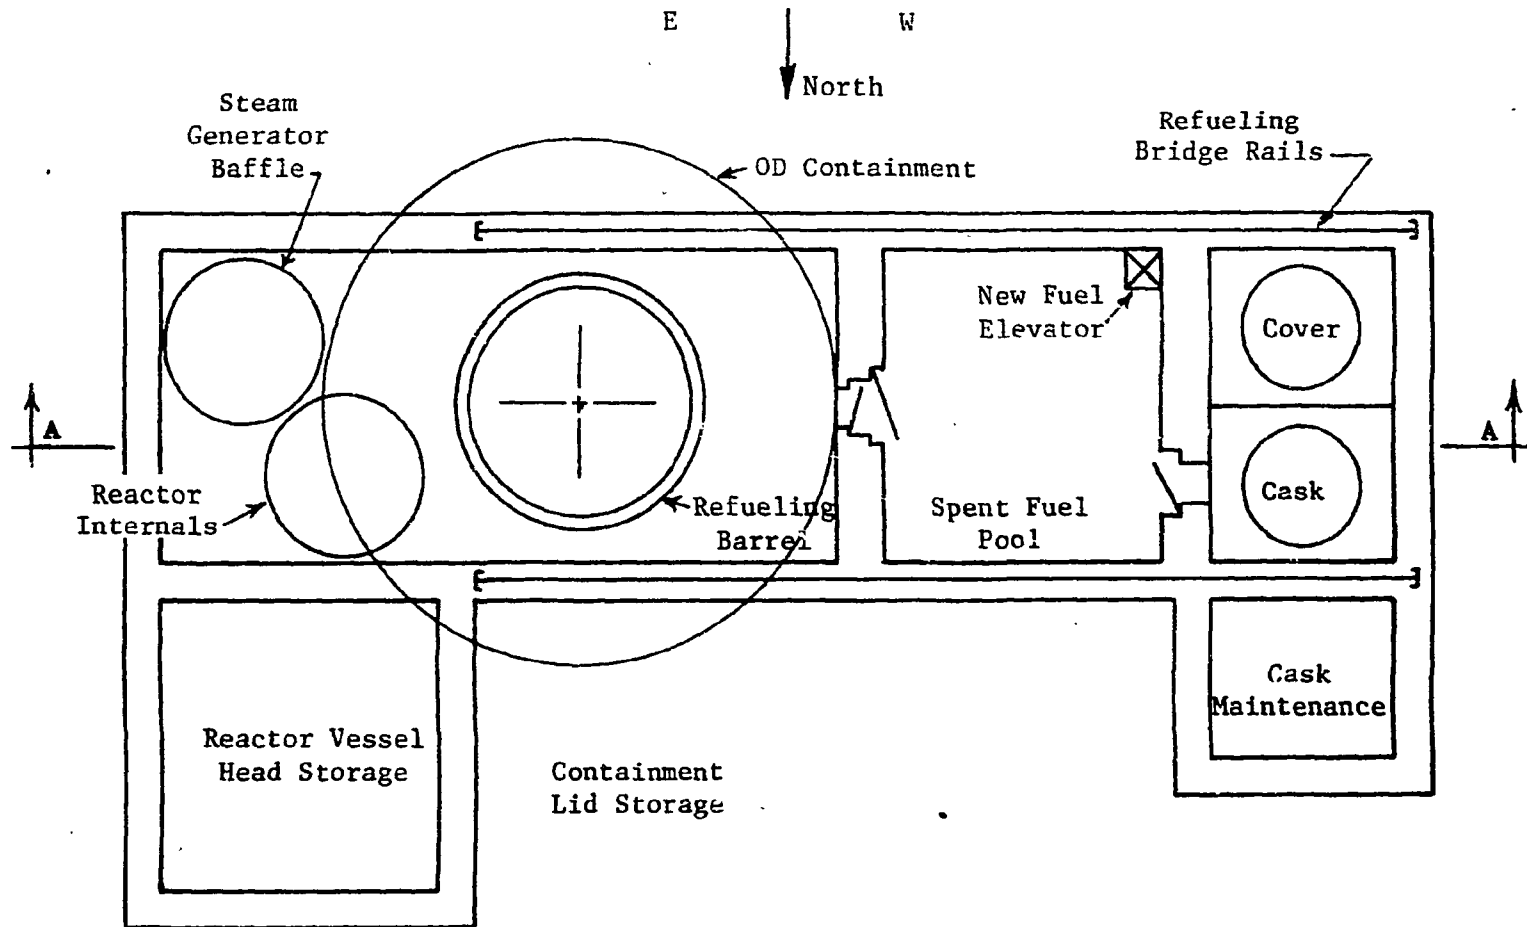 E
W
North
Steam
Generator
Baffle
OD Containment
Refueling
Bridge Rails
New Fuel
Elevator
Cover
A
A
Reactor
Internals
Refueling
Barrel
Spent Fuel
Pool
Cask
Reactor Vessel
Head Storage
Containment
Lid Storage
Cask
Maintenance